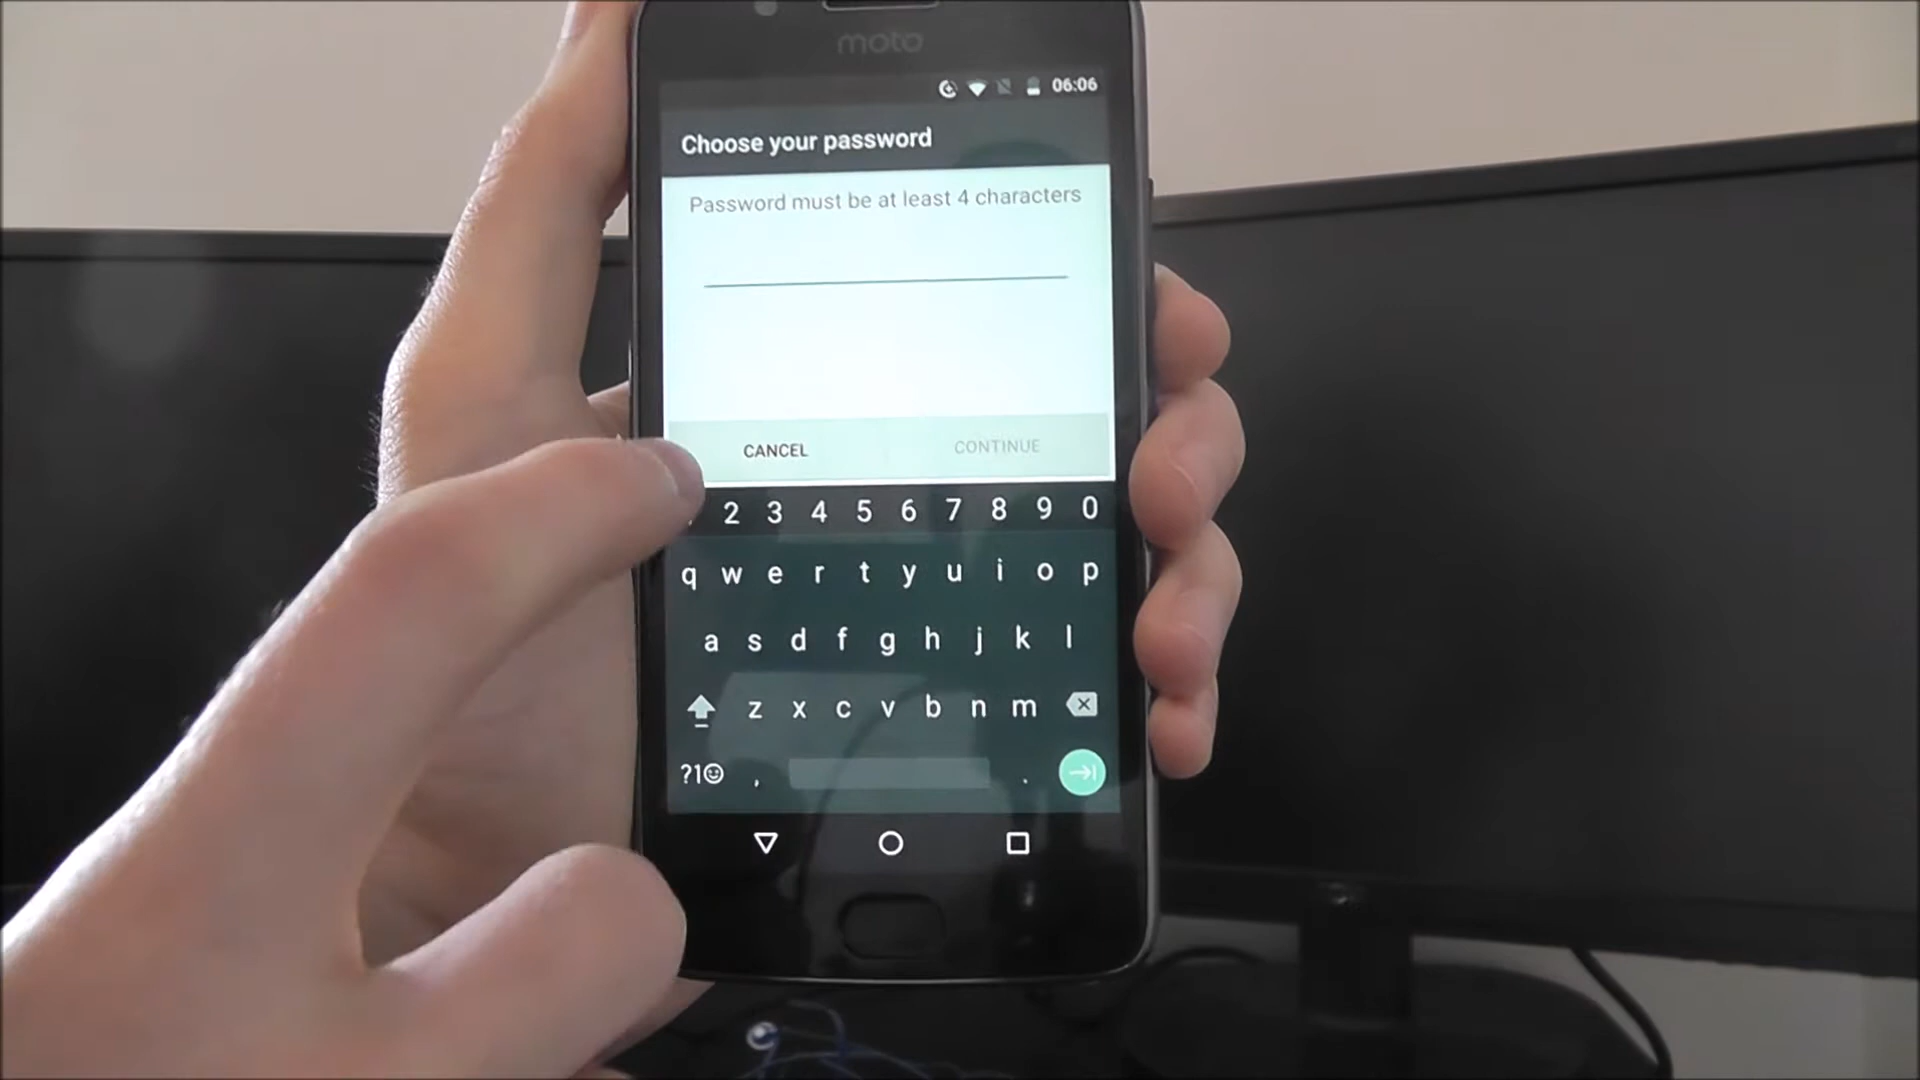 moto
06:06
Choose your password
Password must be at least 4 characters
CANCEL CONTINUE
2 3 4 5 6 7 8 9 0
q w e r t y u i o p
a s d f g h j k l
z x c v b n m
?1☺ , .